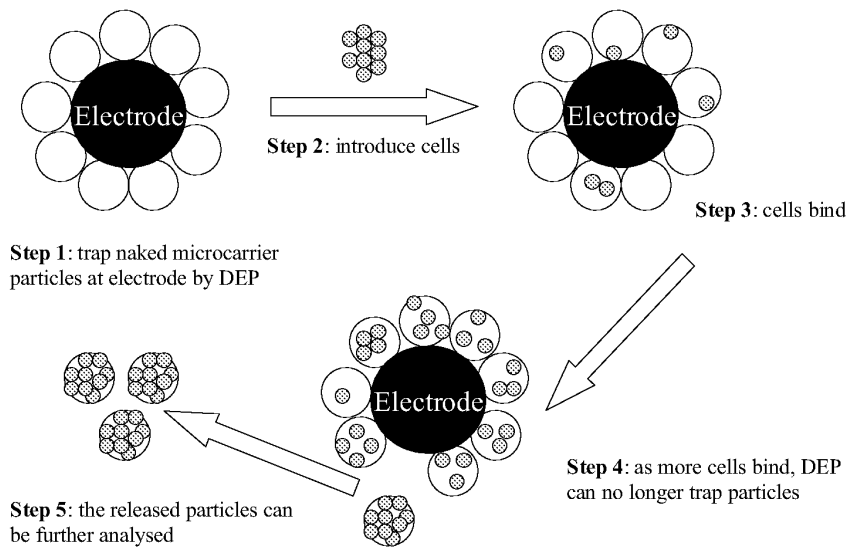 Electrode
Electrode
Step 2: introduce cells
Step 3: cells bind
Step 1: trap naked microcarrier
particles at electrode by DEP
Electrode
Step 4: as more cells bind, DEP
can no longer trap particles
Step 5: the released particles can
be further analysed